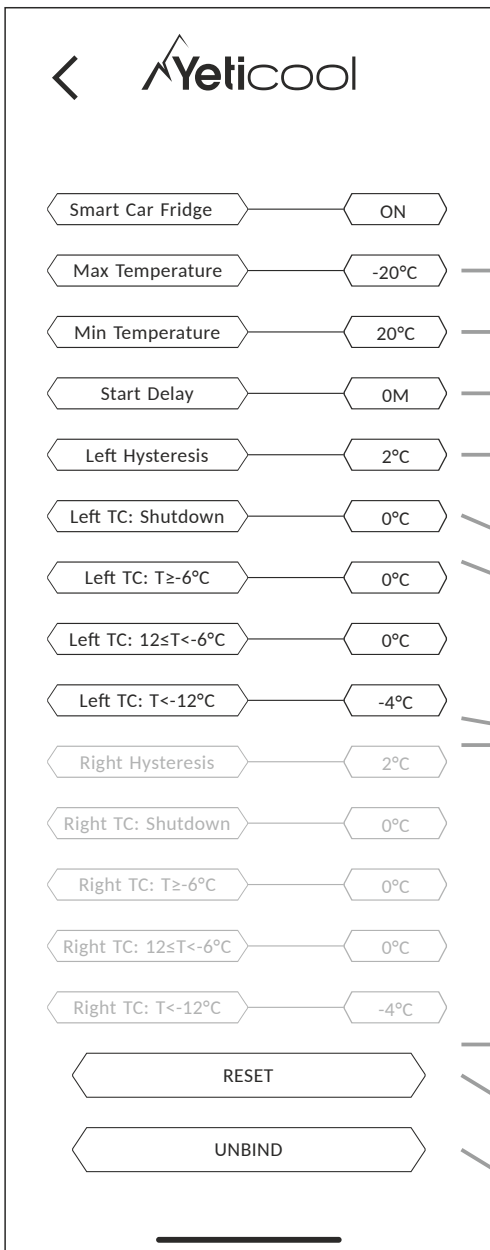 Yeticool
Smart Car Fridge ON
Max Temperature -20°C
Min Temperature 20°C
Start Delay 0M
Left Hysteresis 2°C
Left TC: Shutdown 0°C
Left TC: T≥-6°C 0°C
Left TC: 12≤T<-6°C 0°C
Left TC: T<-12°C -4°C
Right Hysteresis 2°C
Right TC: Shutdown 0°C
Right TC: T≥-6°C 0°C
Right TC: 12≤T<-6°C 0°C
Right TC: T<-12°C -4°C
RESET
UNBIND